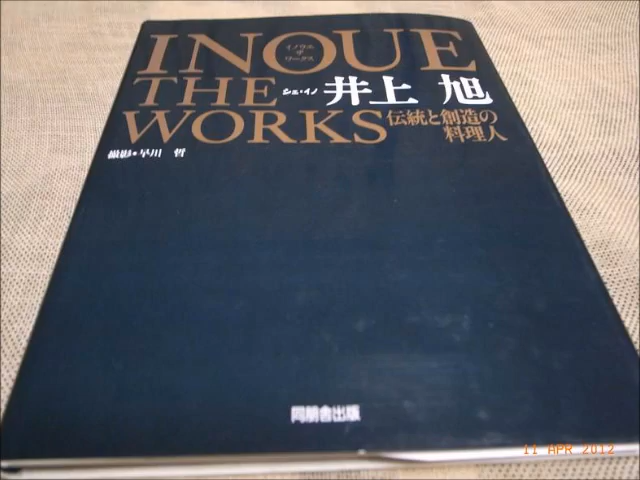 INOUE
イノウエ
ザ
ワークス
THE
シェ・イノ 井上 旭
WORKS
伝統と創造の
料理人
撮影・早川 哲
同朋舎出版
11 APR 2012